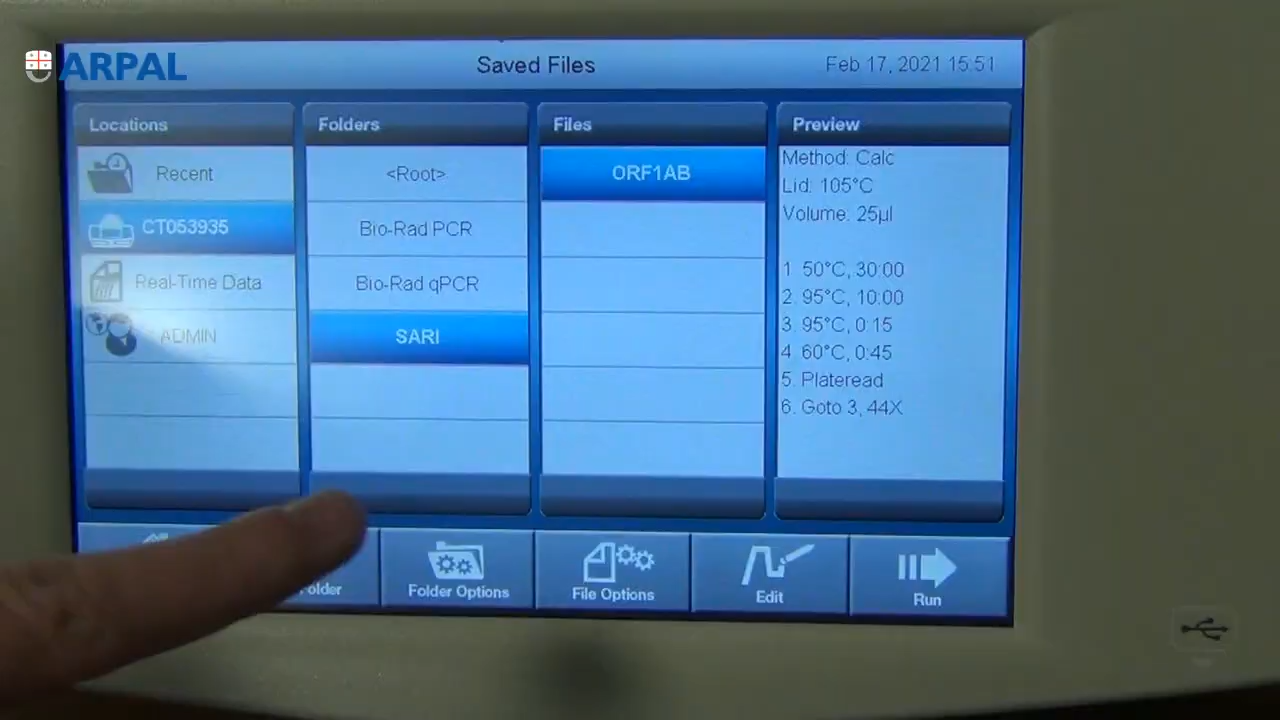 ARPAL
Saved Files
Feb 17, 2021 15:51
Locations
Recent
CT053935
Real-Time Data
ADMIN
Folders
<Root>
Bio-Rad PCR
Bio-Rad qPCR
SARI
Files
ORF1AB
Preview
Method: Calc
Lid: 105°C
Volume: 25µl
1. 50°C, 30:00
2. 95°C, 10:00
3. 95°C, 0:15
4. 60°C, 0:45
5. Plateread
6. Goto 3, 44X
Folder Options
File Options
Edit
Run